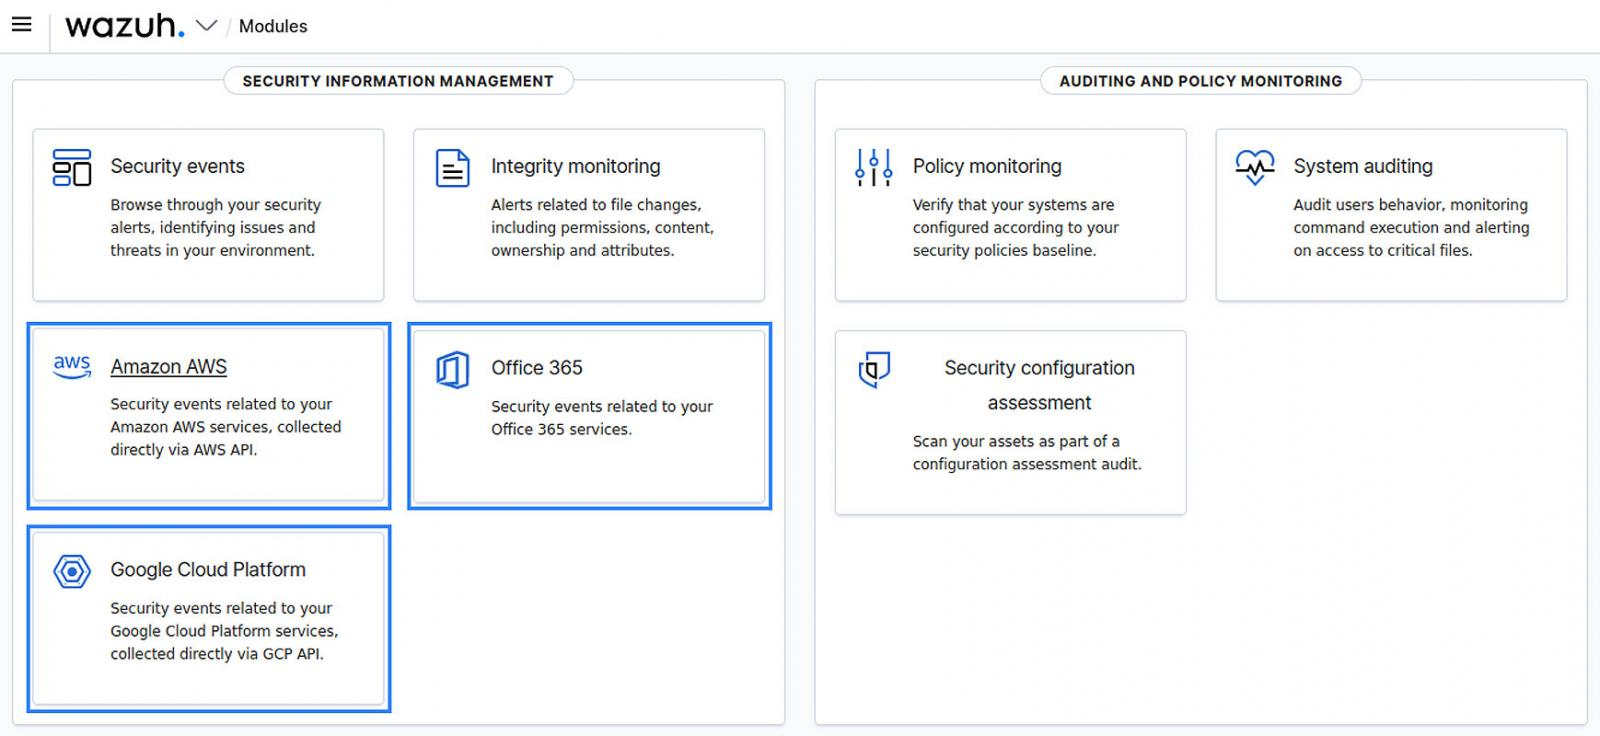 wazuh. / Modules
SECURITY INFORMATION MANAGEMENT
Security events
Browse through your security
alerts, identifying issues and
threats in your environment.
Integrity monitoring
Alerts related to file changes,
including permissions, content,
ownership and attributes.
aws
Amazon AWS
Security events related to your
Amazon AWS services, collected
directly via AWS API.
Office 365
Security events related to your
Office 365 services.
Google Cloud Platform
Security events related to your
Google Cloud Platform services,
collected directly via GCP API.
AUDITING AND POLICY MONITORING
Policy monitoring
Verify that your systems are
configured according to your
security policies baseline.
System auditing
Audit users behavior, monitoring
command execution and alerting
on access to critical files.
Security configuration
assessment
Scan your assets as part of a
configuration assessment audit.